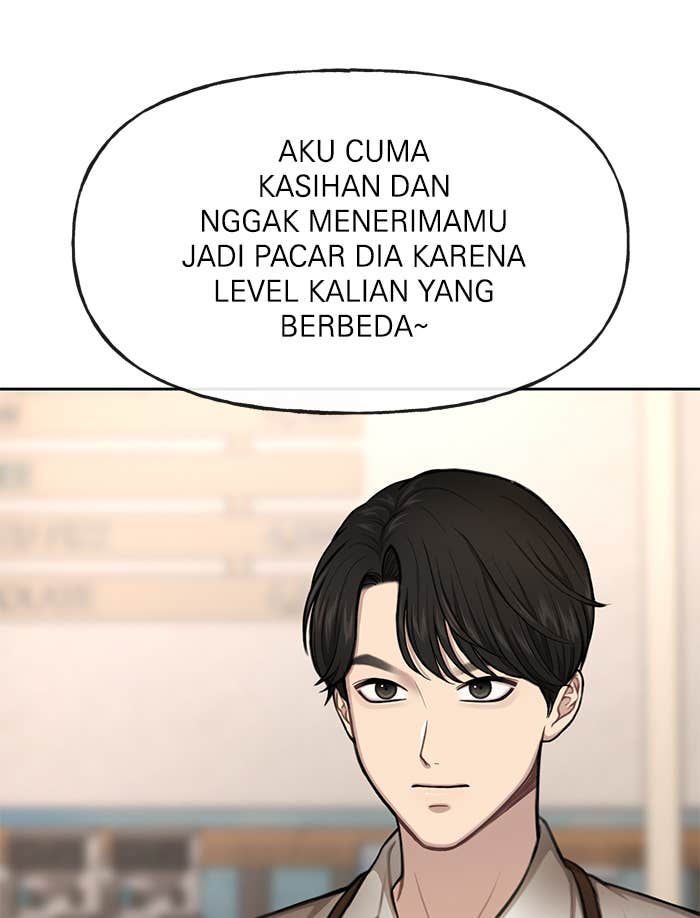 AKU CUMA
KASIHAN DAN
NGGAK MENERIMAMU
JADI PACAR DIA KARENA
LEVEL KALIAN YANG
BERBEDA~